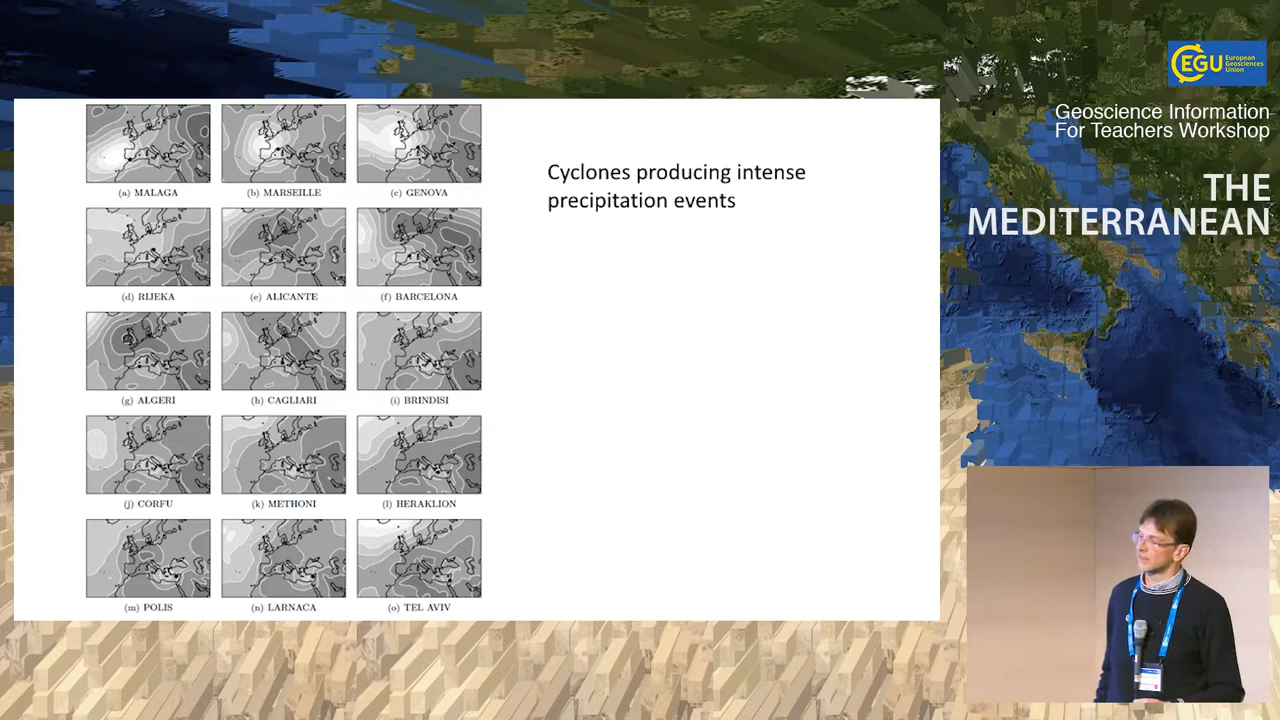 EGU European
Geosciences
Union
Geoscience Information
For Teachers Workshop
THE
MEDITERRANEAN
Cyclones producing intense
precipitation events
(a) MALAGA
(b) MARSEILLE
(c) GENOVA
(d) RIJEKA
(e) ALICANTE
(f) BARCELONA
(g) ALGERI
(h) CAGLIARI
(i) BRINDISI
(j) CORFU
(k) METHONI
(l) HERAKLION
(m) POLIS
(n) LARNACA
(o) TEL AVIV